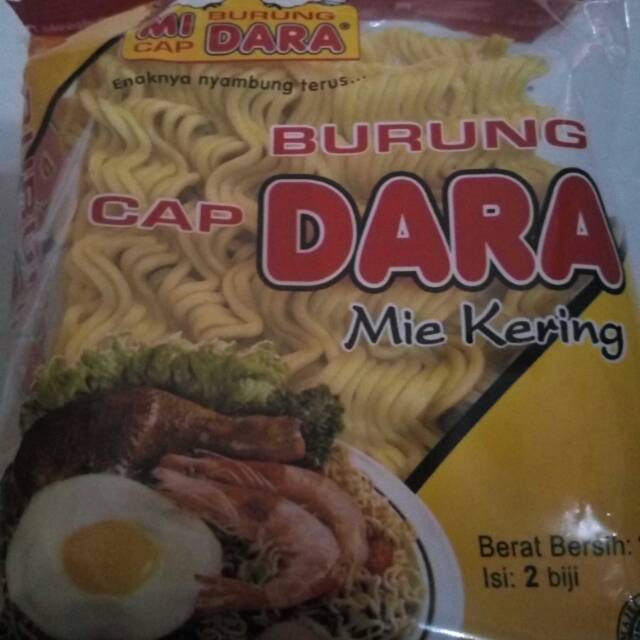 MI BURUNG
CAP DARA®
Enaknya nyambung terus...
BURUNG
CAP DARA
Mie Kering
Berat Bersih:
Isi: 2 biji